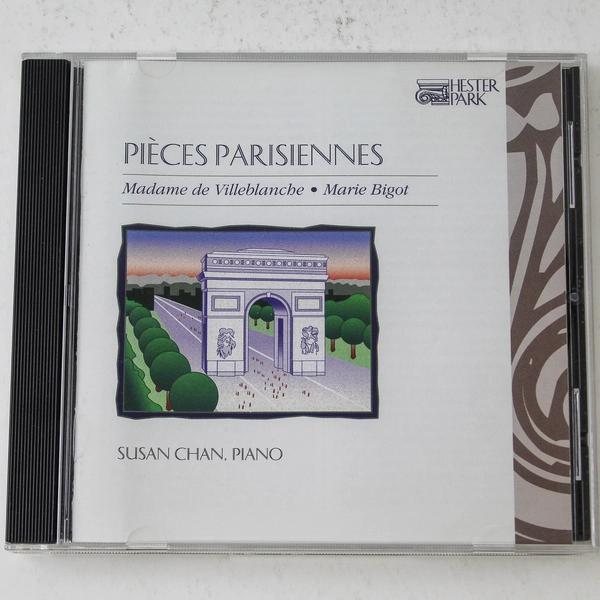 HESTER
PARK
PIÈCES PARISIENNES
Madame de Villeblanche • Marie Bigot
SUSAN CHAN, PIANO